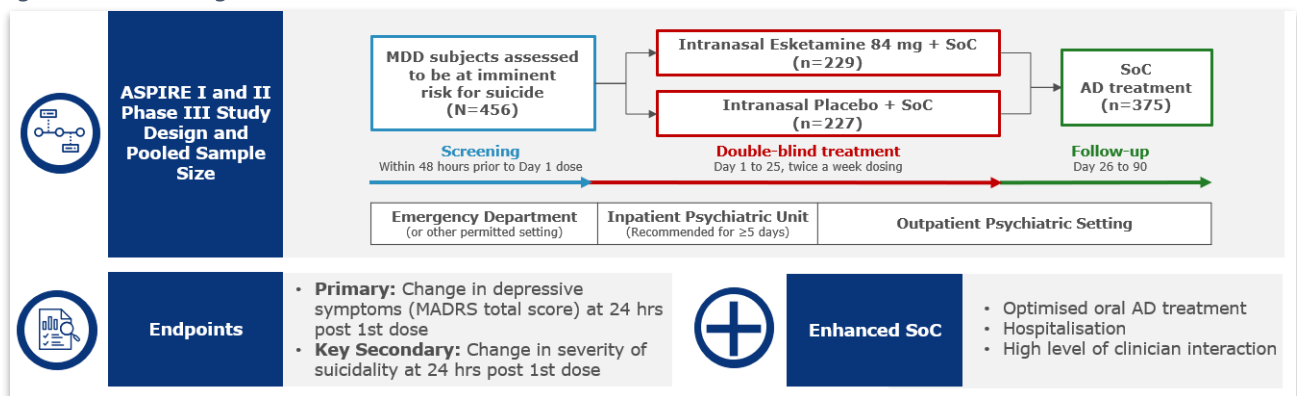 ASPIRE I and II
Phase III Study
Design and
Pooled Sample
Size
MDD subjects assessed
to be at imminent
risk for suicide
(N=456)
Intranasal Esketamine 84 mg + SoC
(n=229)
Intranasal Placebo + SoC
(n=227)
SoC
AD treatment
(n=375)
Screening
Within 48 hours prior to Day 1 dose
Double-blind treatment
Day 1 to 25, twice a week dosing
Follow-up
Day 26 to 90
Emergency Department
(or other permitted setting)
Inpatient Psychiatric Unit
(Recommended for ≥5 days)
Outpatient Psychiatric Setting
Endpoints
• Primary: Change in depressive
symptoms (MADRS total score) at 24 hrs
post 1st dose
• Key Secondary: Change in severity of
suicidality at 24 hrs post 1st dose
Enhanced SoC
• Optimised oral AD treatment
• Hospitalisation
• High level of clinician interaction